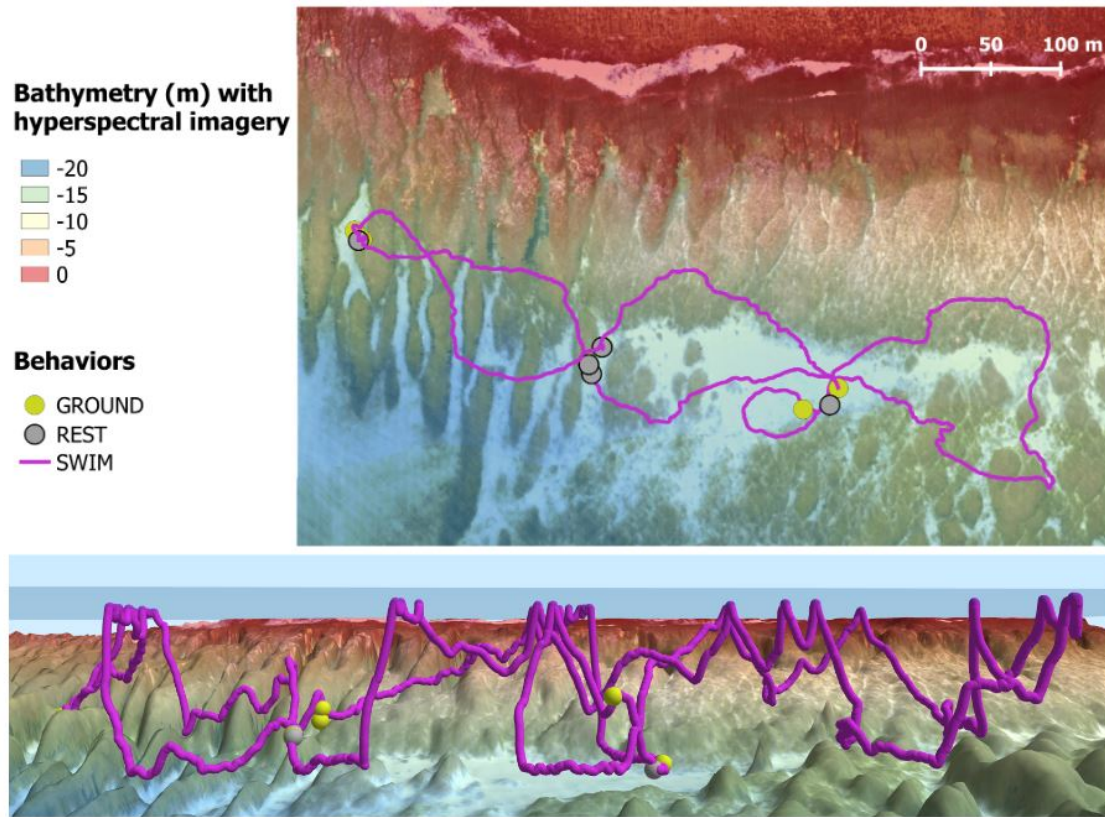 0 50 100 m
Bathymetry (m) with
hyperspectral imagery
-20
-15
-10
-5
0
Behaviors
GROUND
REST
SWIM